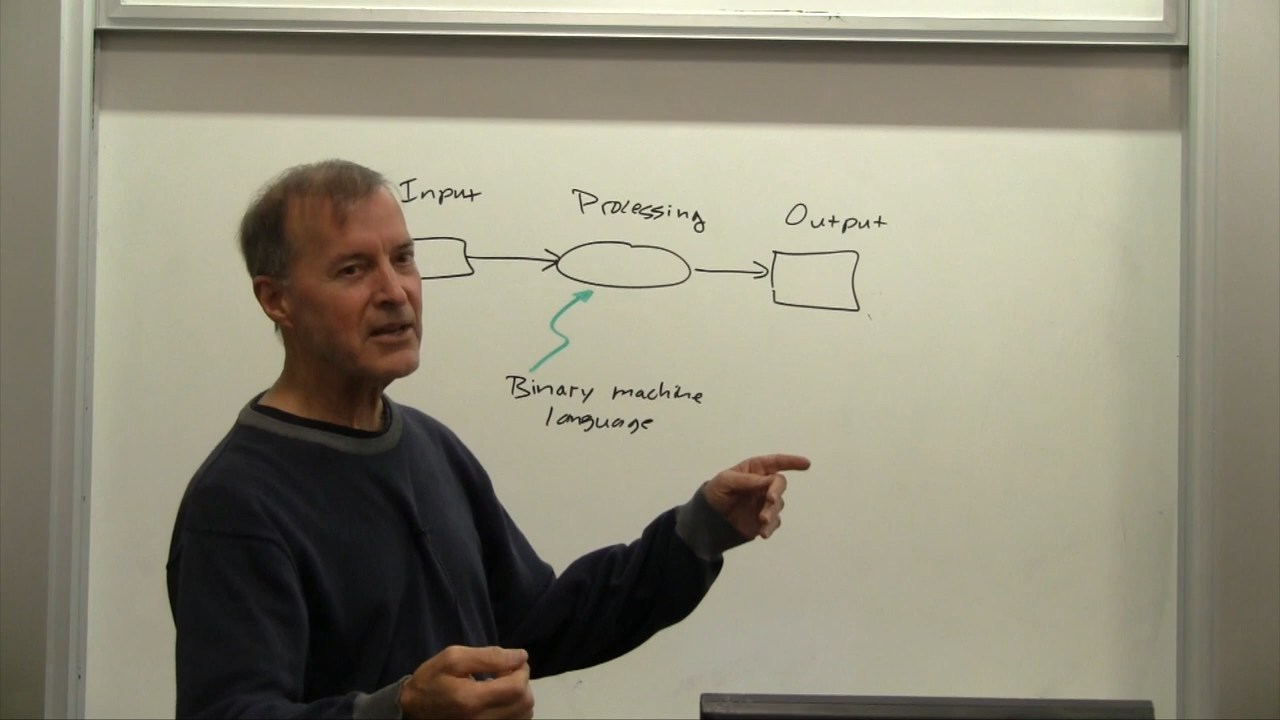 Input
Processing
Output
Binary machine
language